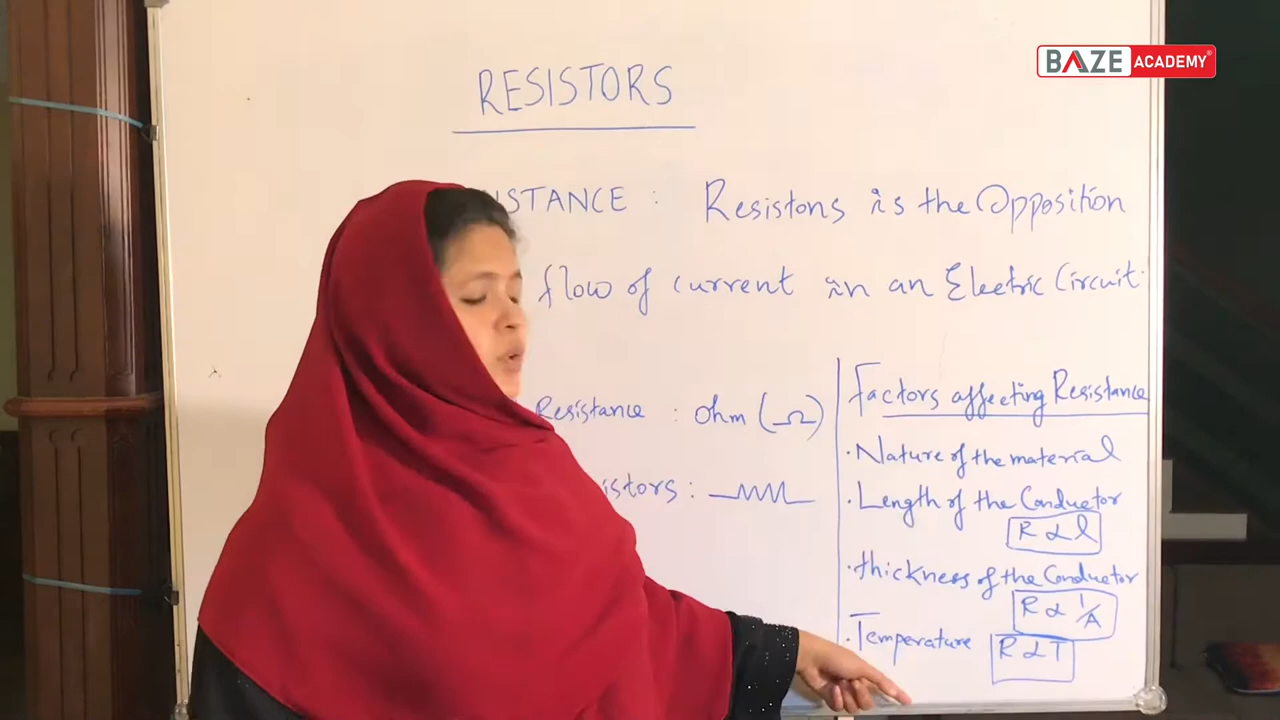 BAZE ACADEMY®
RESISTORS
ISTANCE : Resistons is the Opposition
flow of current in an Electric Circuit.
Resistance : ohm (Ω)
istors :
Factors affecting Resistance
· Nature of the material
· Length of the Conductor
R ∝ l
· thickness of the Conductor
R ∝ 1/A
· Temperature R ∝ T